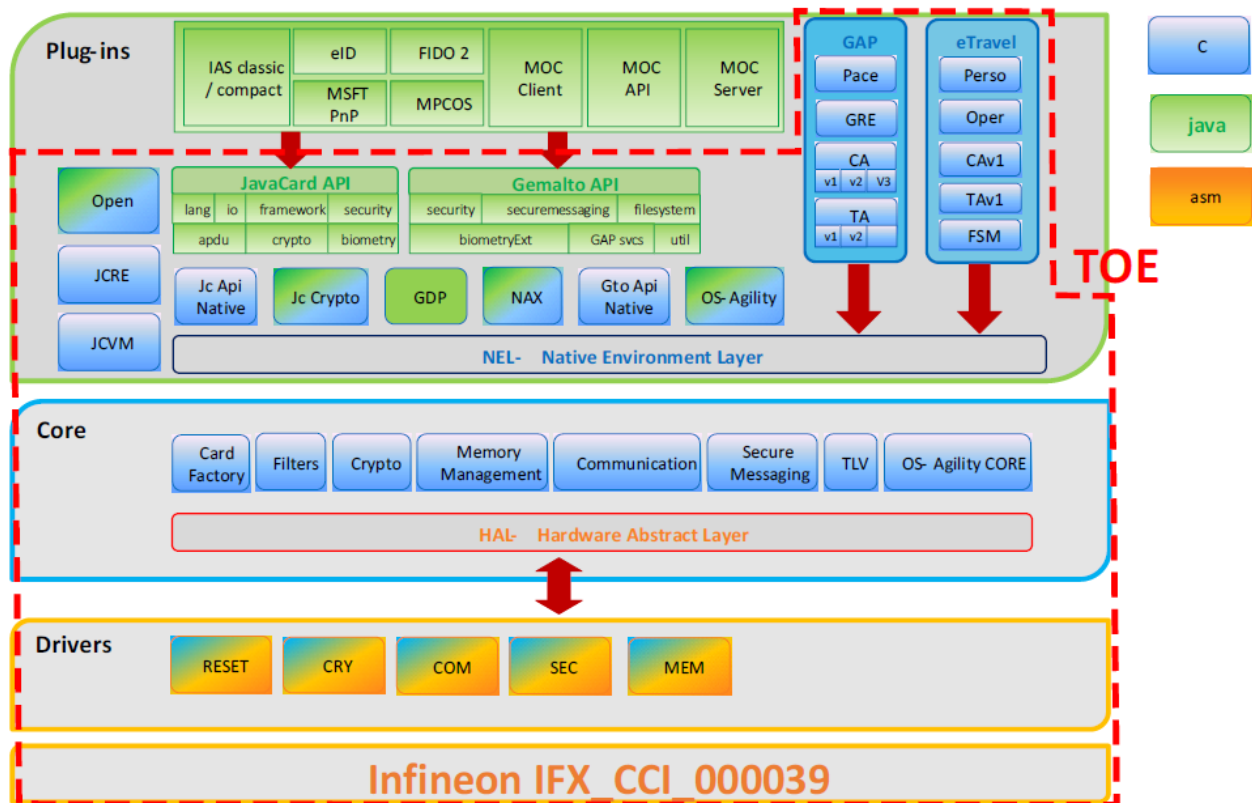 Plug-ins
IAS classic
/ compact
eID
FIDO 2
MSFT
PnP
MPCOS
MOC
Client
MOC
API
MOC
Server
GAP
Pace
GRE
CA
v1 v2 V3
TA
v1 v2
eTravel
Perso
Oper
CAv1
TAv1
FSM
C
java
asm
TOE
Open
JCRE
JCVM
JavaCard API
lang io framework security
apdu crypto biometry
Gemalto API
security securemessaging filesystem
biometryExt GAP svcs util
Jc Api
Native
Jc Crypto
GDP
NAX
Gto Api
Native
OS- Agility
NEL- Native Environment Layer
Core
Card
Factory
Filters
Crypto
Memory
Management
Communication
Secure
Messaging
TLV
OS- Agility CORE
HAL- Hardware Abstract Layer
Drivers
RESET
CRY
COM
SEC
MEM
Infineon IFX_CCI_000039